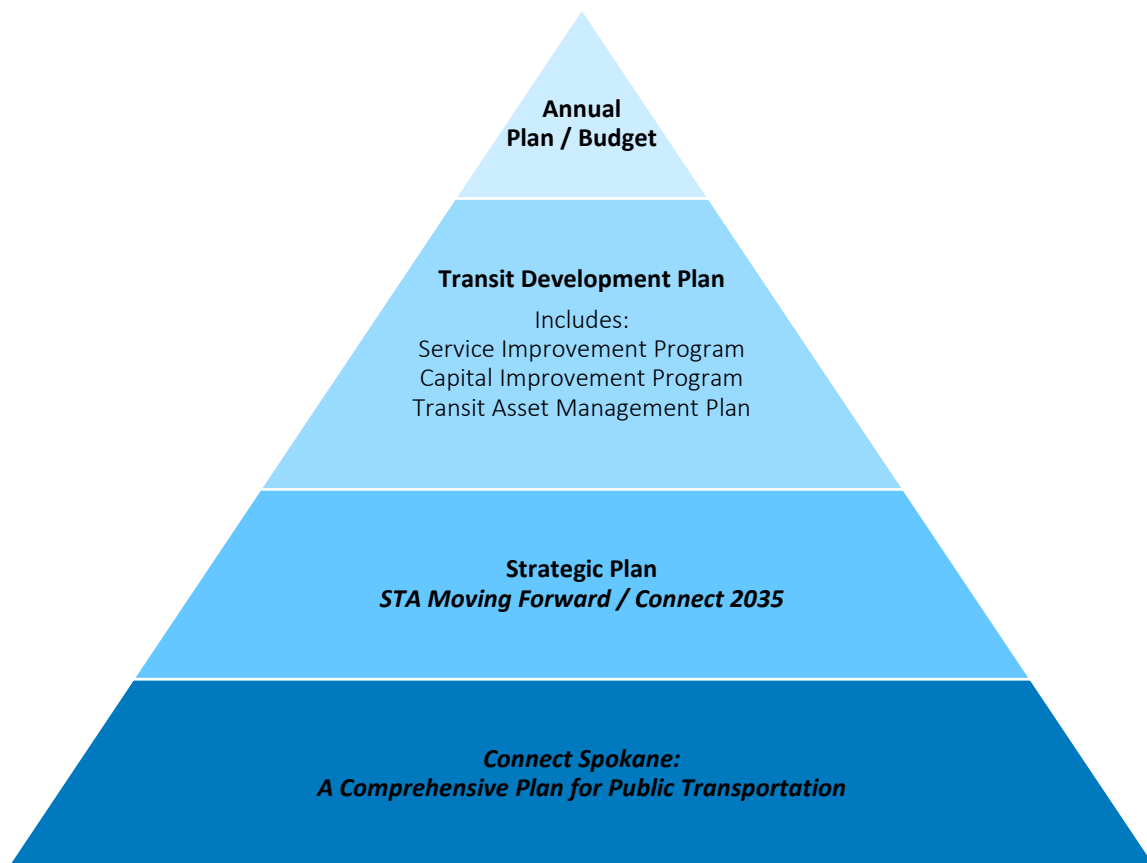 Annual
Plan / Budget
Transit Development Plan
Includes:
Service Improvement Program
Capital Improvement Program
Transit Asset Management Plan
Strategic Plan
STA Moving Forward / Connect 2035
Connect Spokane:
A Comprehensive Plan for Public Transportation